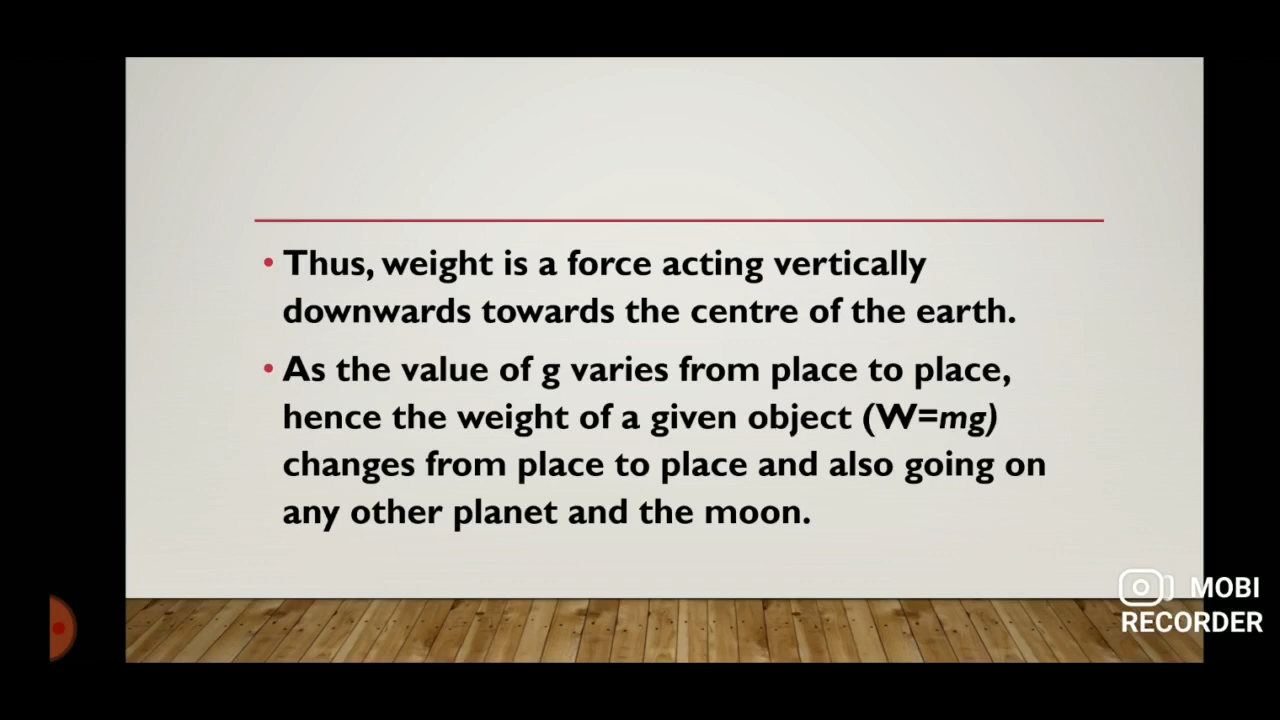 • Thus, weight is a force acting vertically
downwards towards the centre of the earth.
• As the value of g varies from place to place,
hence the weight of a given object (W=mg)
changes from place to place and also going on
any other planet and the moon.
MOBI
RECORDER